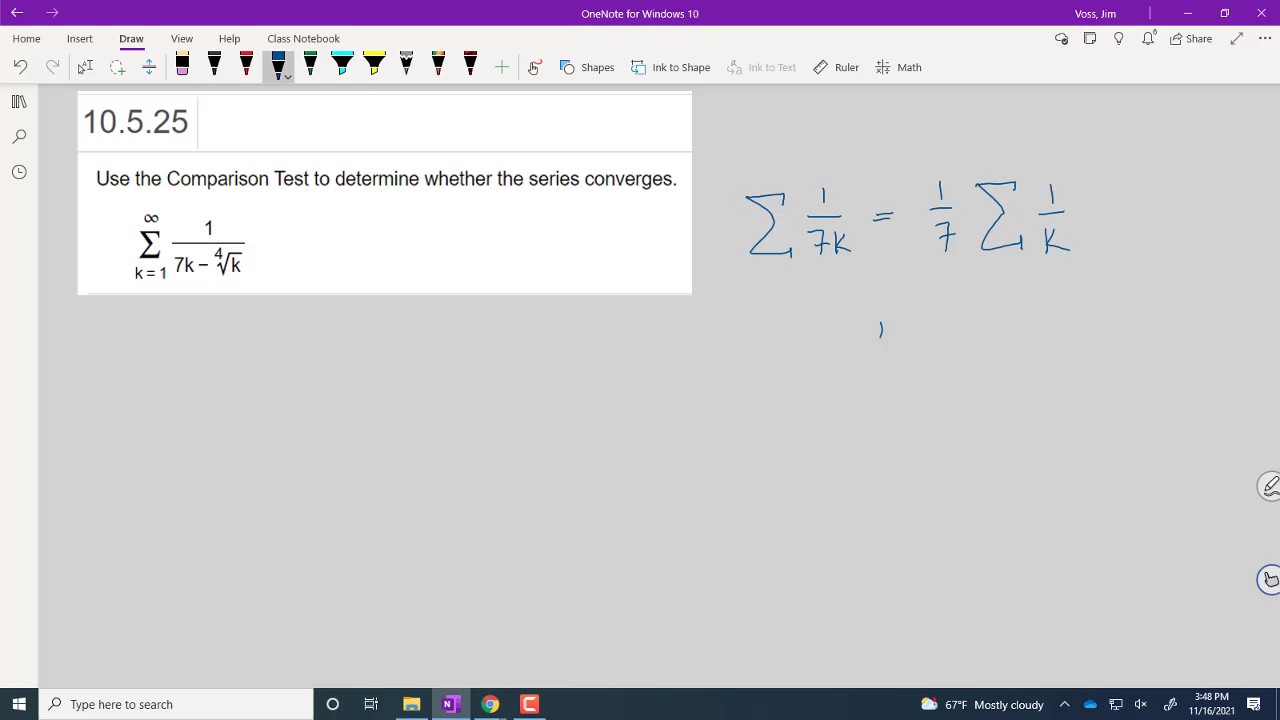 OneNote for Windows 10
Voss, Jim
Home Insert Draw View Help Class Notebook
Share
Shapes Ink to Shape Ink to Text Ruler Math
10.5.25
Use the Comparison Test to determine whether the series converges.
∞
∑ 1 / (7k − ∜k)
k = 1
∑ 1/7k = 1/7 ∑ 1/k
Type here to search
67°F Mostly cloudy
3:48 PM
11/16/2021